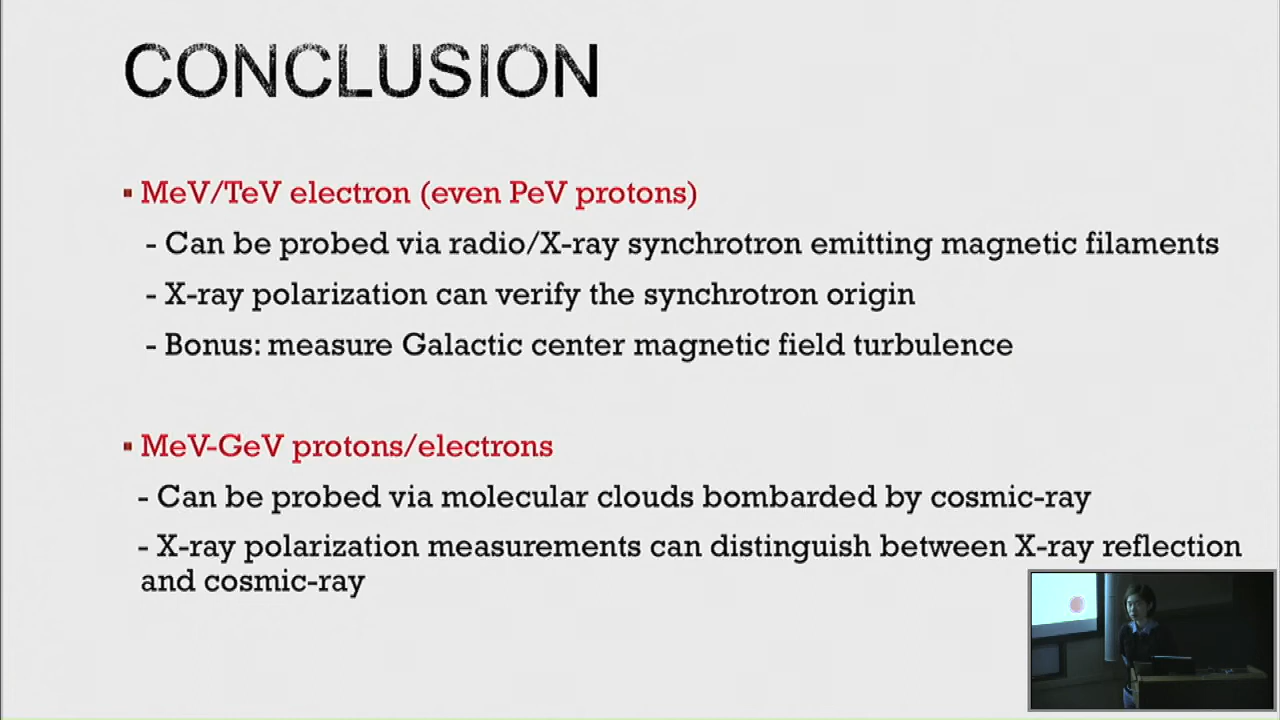 CONCLUSION
▪ MeV/TeV electron (even PeV protons)
- Can be probed via radio/X-ray synchrotron emitting magnetic filaments
- X-ray polarization can verify the synchrotron origin
- Bonus: measure Galactic center magnetic field turbulence
▪ MeV-GeV protons/electrons
- Can be probed via molecular clouds bombarded by cosmic-ray
- X-ray polarization measurements can distinguish between X-ray reflection
and cosmic-ray